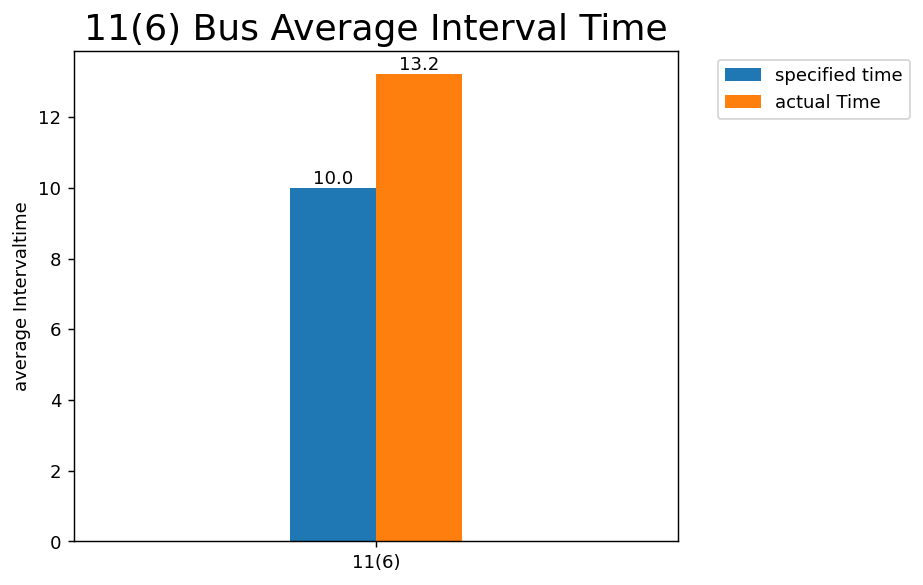 11(6) Bus Average Interval Time
specified time
actual Time
average Intervaltime
12
10
8
6
4
2
0
10.0
13.2
11(6)